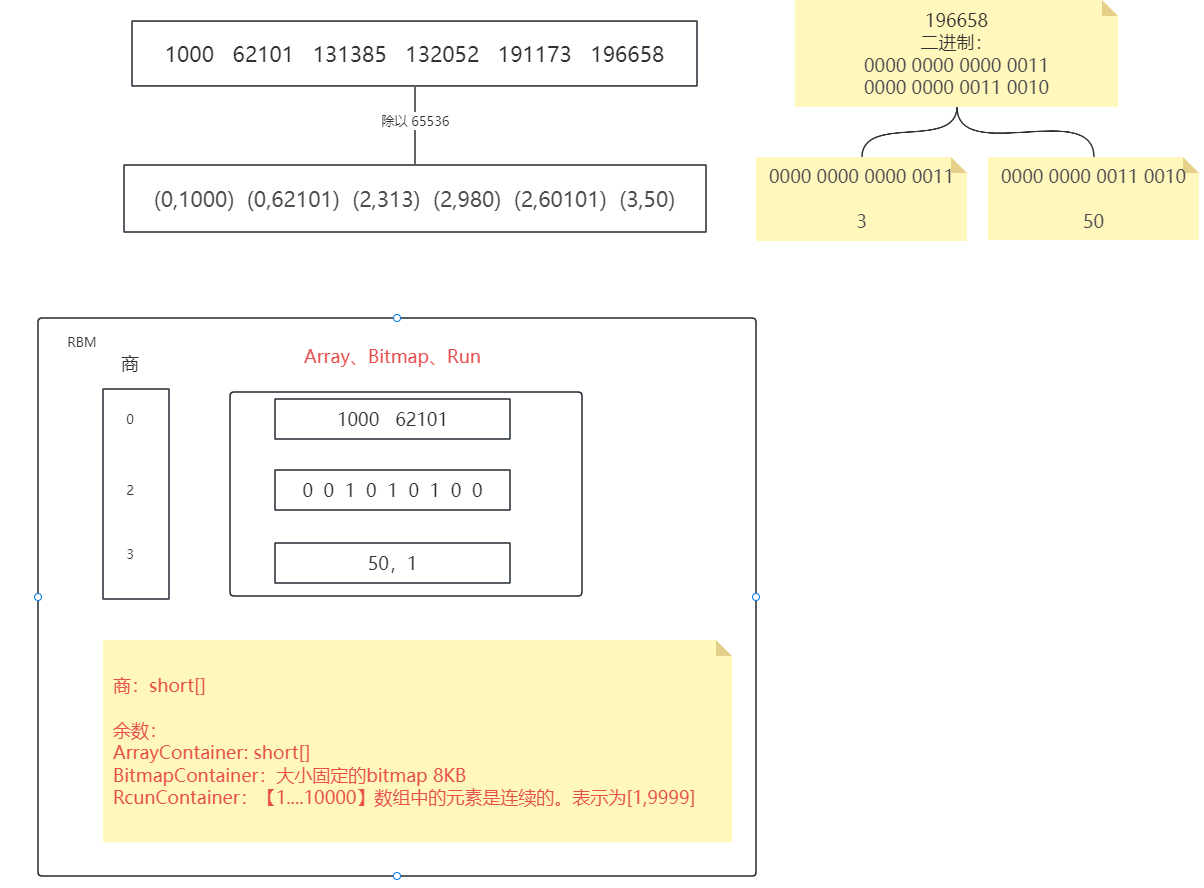 1000 62101 131385 132052 191173 196658
除以 65536
(0,1000) (0,62101) (2,313) (2,980) (2,60101) (3,50)
196658
二进制：
0000 0000 0000 0011
0000 0000 0011 0010
0000 0000 0000 0011
3
0000 0000 0011 0010
50
RBM
商
Array、Bitmap、Run
0
1000 62101
2
0 0 1 0 1 0 1 0 0
3
50，1
商：short[]
余数：
ArrayContainer: short[]
BitmapContainer：大小固定的bitmap 8KB
RcunContainer：【1....10000】数组中的元素是连续的。表示为[1,9999]